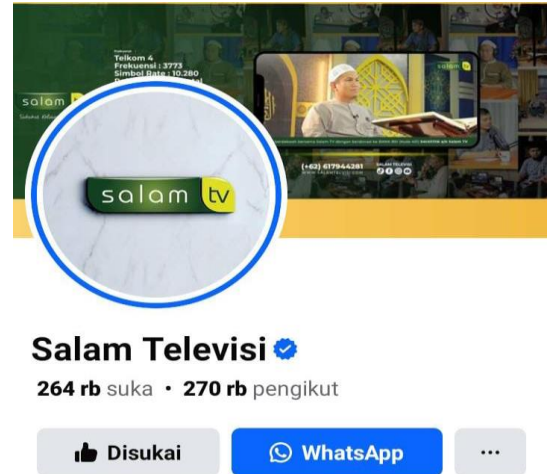 Telkom 4
Frekuensi : 3773
Simbol Rate : 10.280
salam
salam tv
(+62) 617944281
WWW.SALAMTELEVISI.COM
SALAM TELEVISI
salam tv
Salam Televisi
264 rb suka • 270 rb pengikut
Disukai
WhatsApp
...